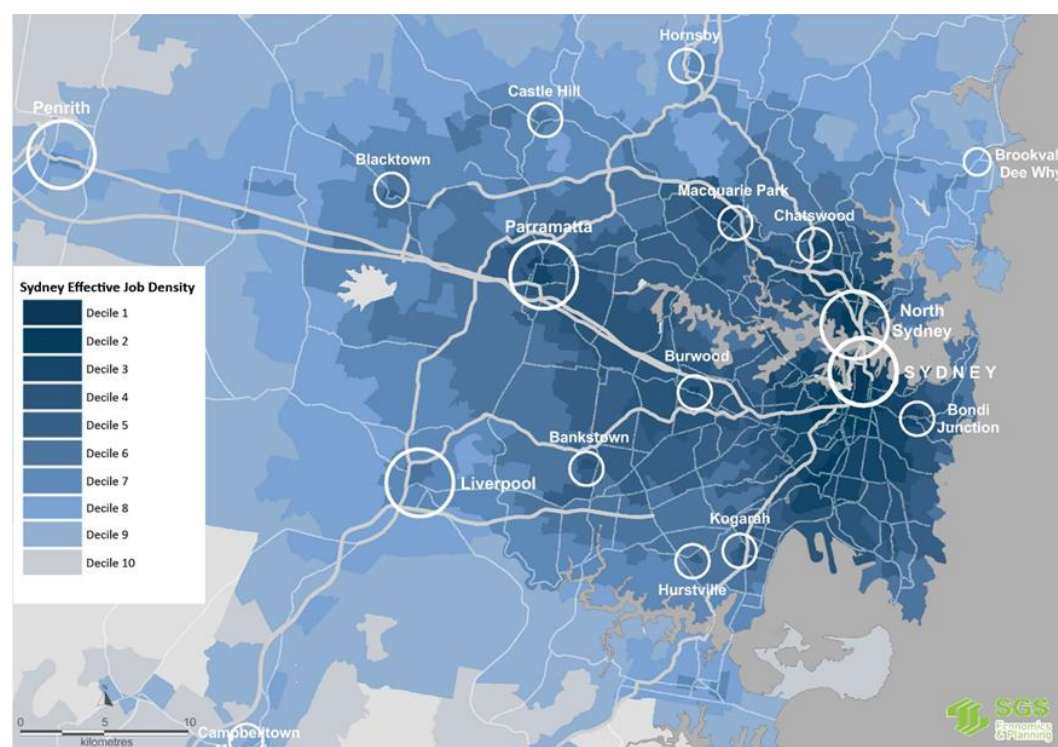 Hornsby
Castle Hill
Penrith
Blacktown
Brookval
Dee Why
Macquarie Park
Chatswood
Parramatta
Sydney Effective Job Density
Decile 1
Decile 2
Decile 3
Decile 4
Decile 5
Decile 6
Decile 7
Decile 8
Decile 9
Decile 10
North
Sydney
Burwood
SYDNEY
Bondi
Junction
Bankstown
Liverpool
Kogarah
Hurstville
N
0 5 10
kilometres
Campbelltown
SGS
Economics
& Planning